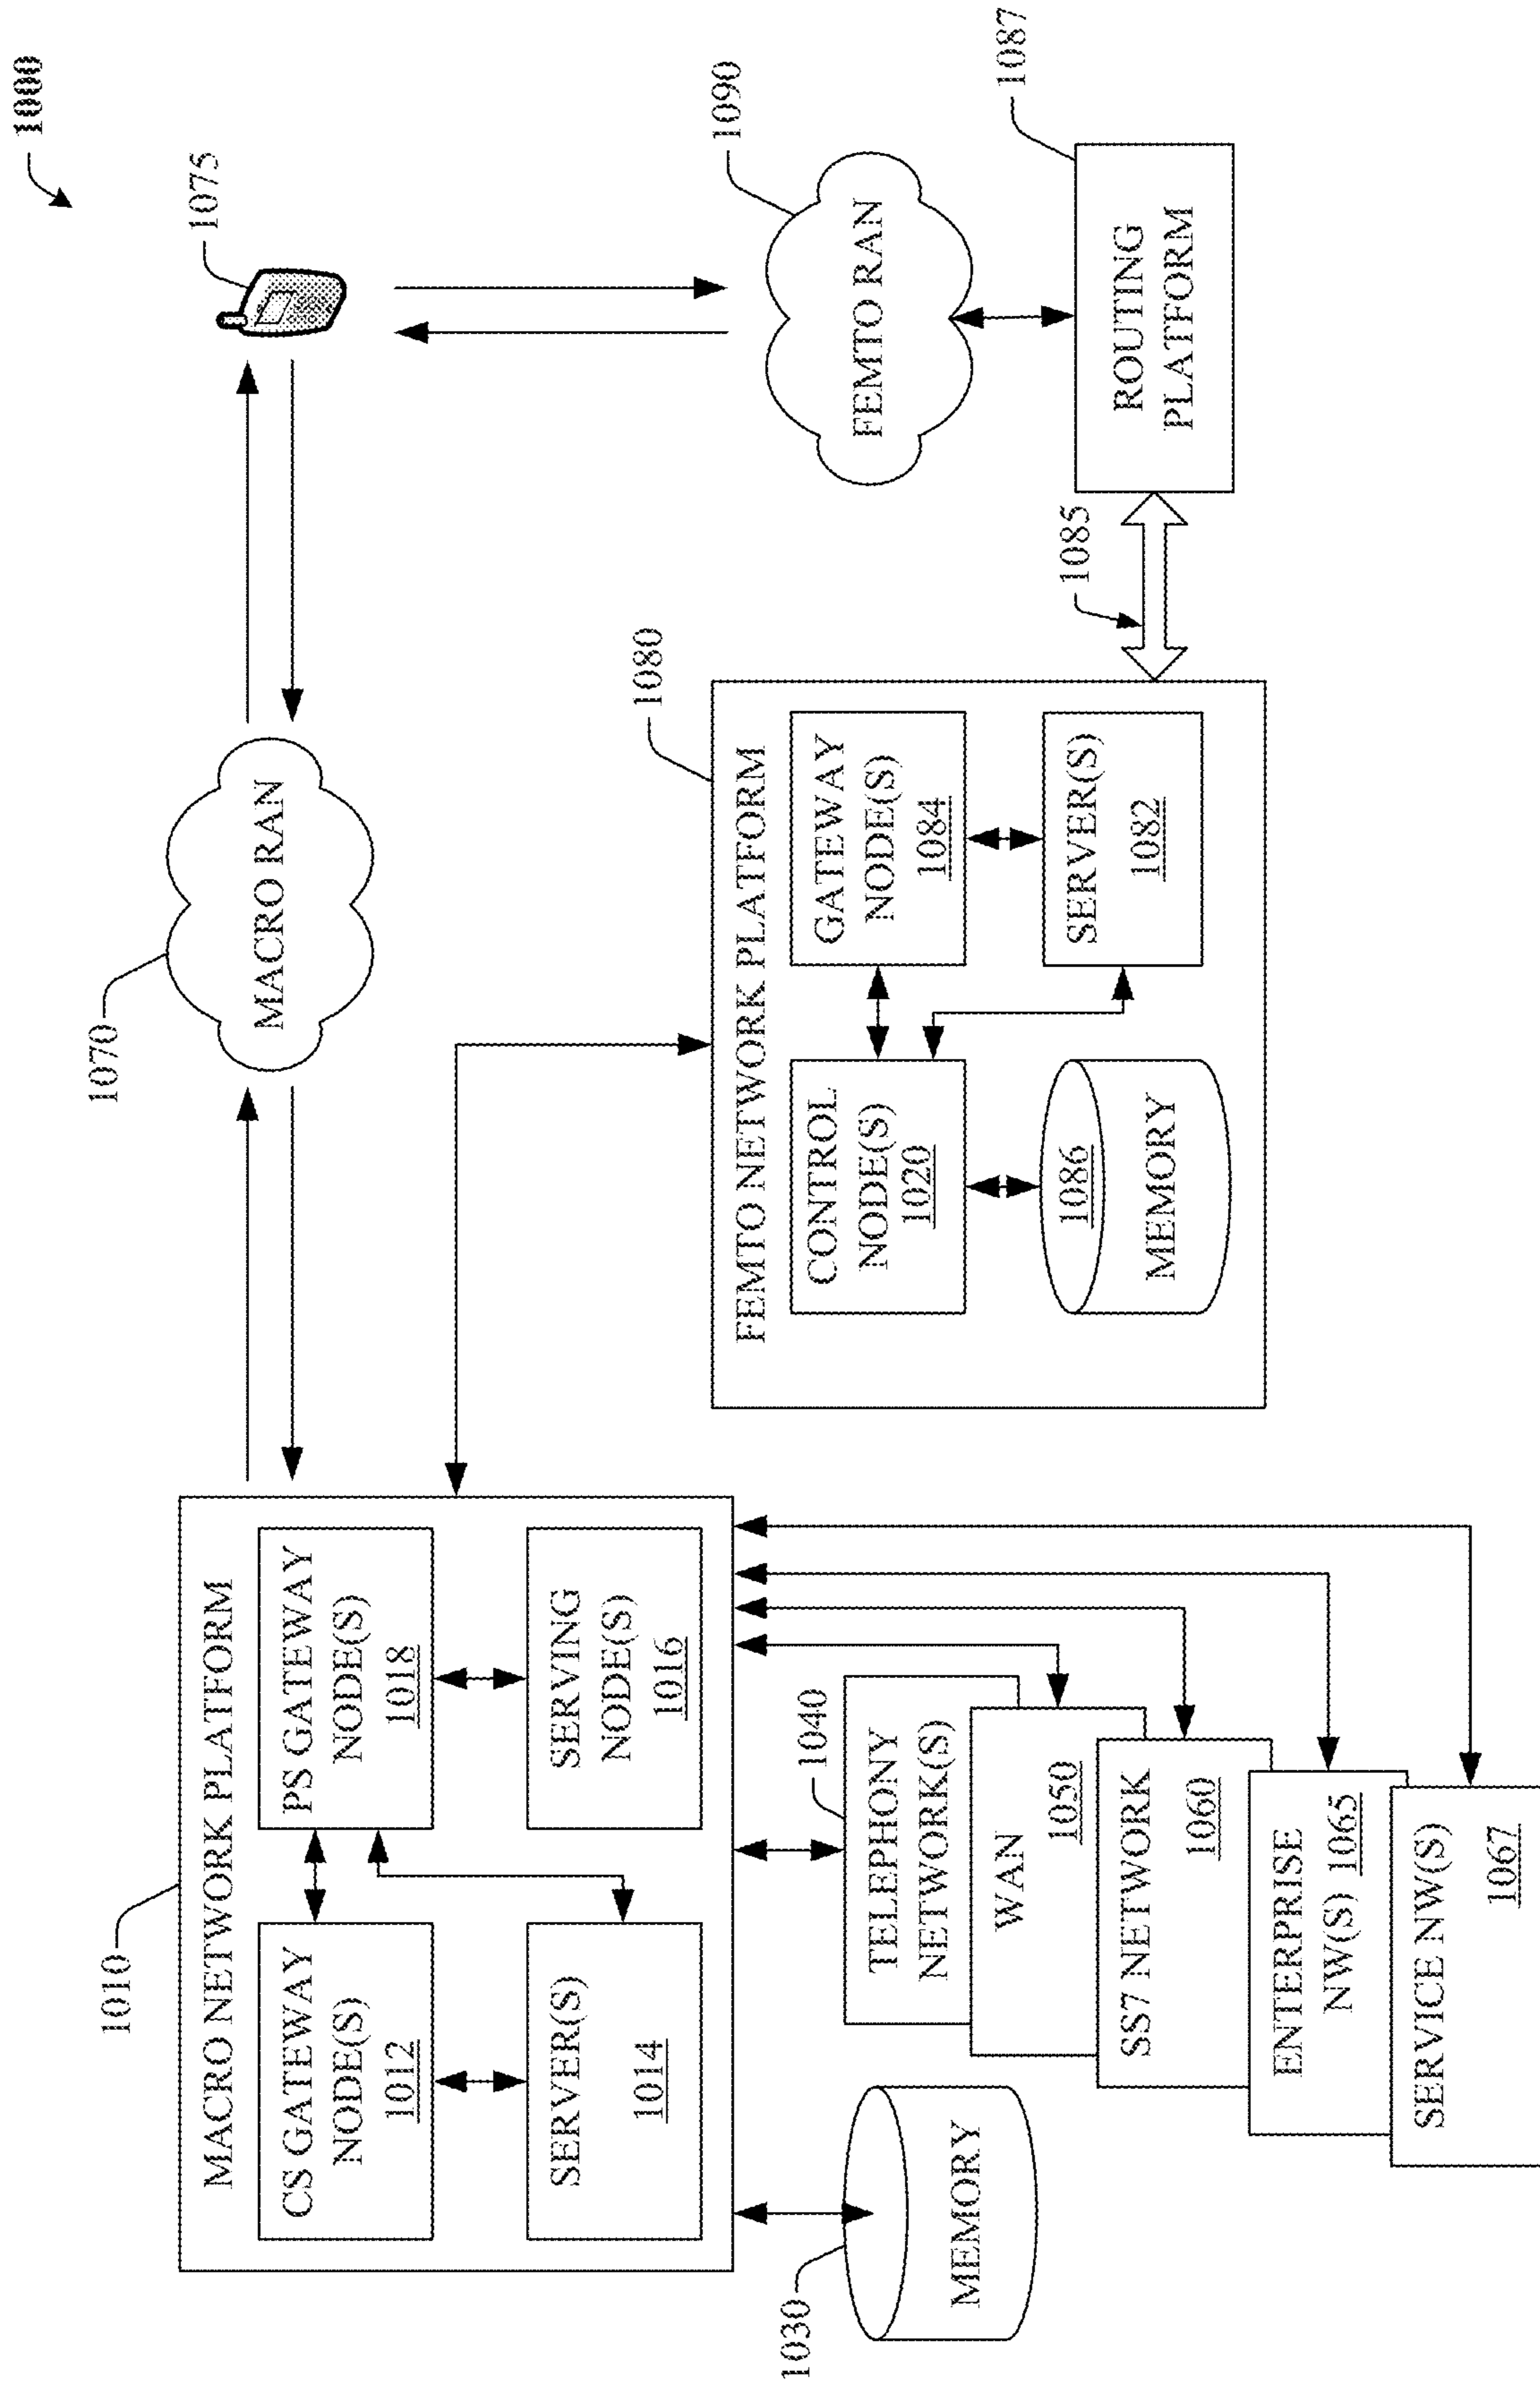 1000
1070
MACRO RAN
1075
1010
MACRO NETWORK PLATFORM
CS GATEWAY
NODE(S)
1012
PS GATEWAY
NODE(S)
1018
SERVER(S)
1014
SERVING
NODE(S)
1016
1030
MEMORY
1040
TELEPHONY
NETWORK(S)
WAN
1050
SS7 NETWORK
1060
ENTERPRISE
NW(S) 1065
SERVICE NW(S)
1067
1080
FEMTO NETWORK PLATFORM
CONTROL
NODE(S)
1020
GATEWAY
NODE(S)
1084
1086
MEMORY
SERVER(S)
1082
1085
1090
FEMTO RAN
1087
ROUTING
PLATFORM